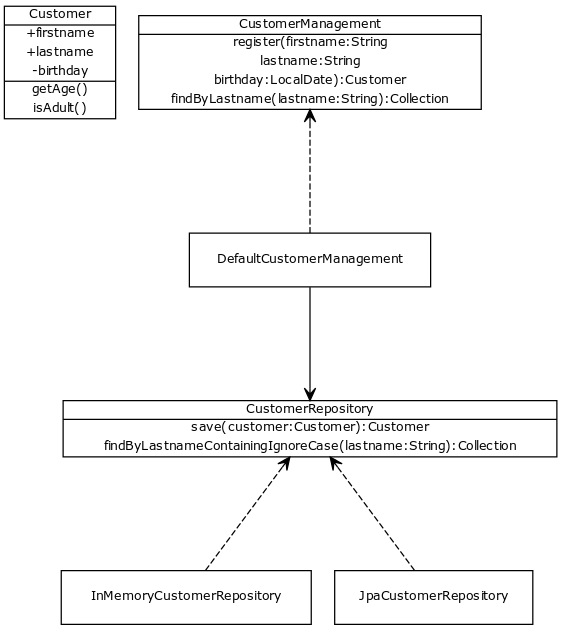 Customer
+firstname
+lastname
-birthday
getAge()
isAdult()
CustomerManagement
register(firstname:String
lastname:String
birthday:LocalDate):Customer
findByLastname(lastname:String):Collection
DefaultCustomerManagement
CustomerRepository
save(customer:Customer):Customer
findByLastnameContainingIgnoreCase(lastname:String):Collection
InMemoryCustomerRepository
JpaCustomerRepository